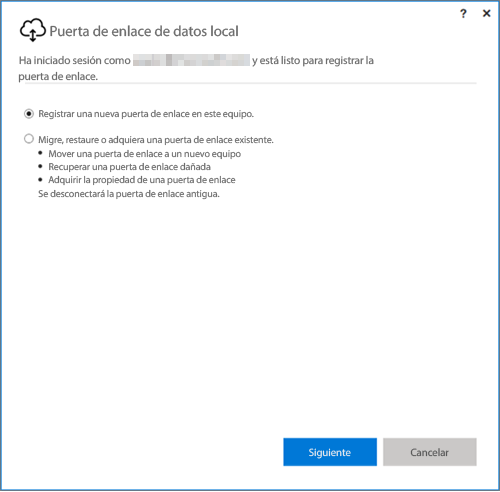 ?
Puerta de enlace de datos local
Ha iniciado sesión como y está listo para registrar la
puerta de enlace.
Registrar una nueva puerta de enlace en este equipo.
Migre, restaure o adquiera una puerta de enlace existente.
• Mover una puerta de enlace a un nuevo equipo
• Recuperar una puerta de enlace dañada
• Adquirir la propiedad de una puerta de enlace
Se desconectará la puerta de enlace antigua.
Siguiente Cancelar